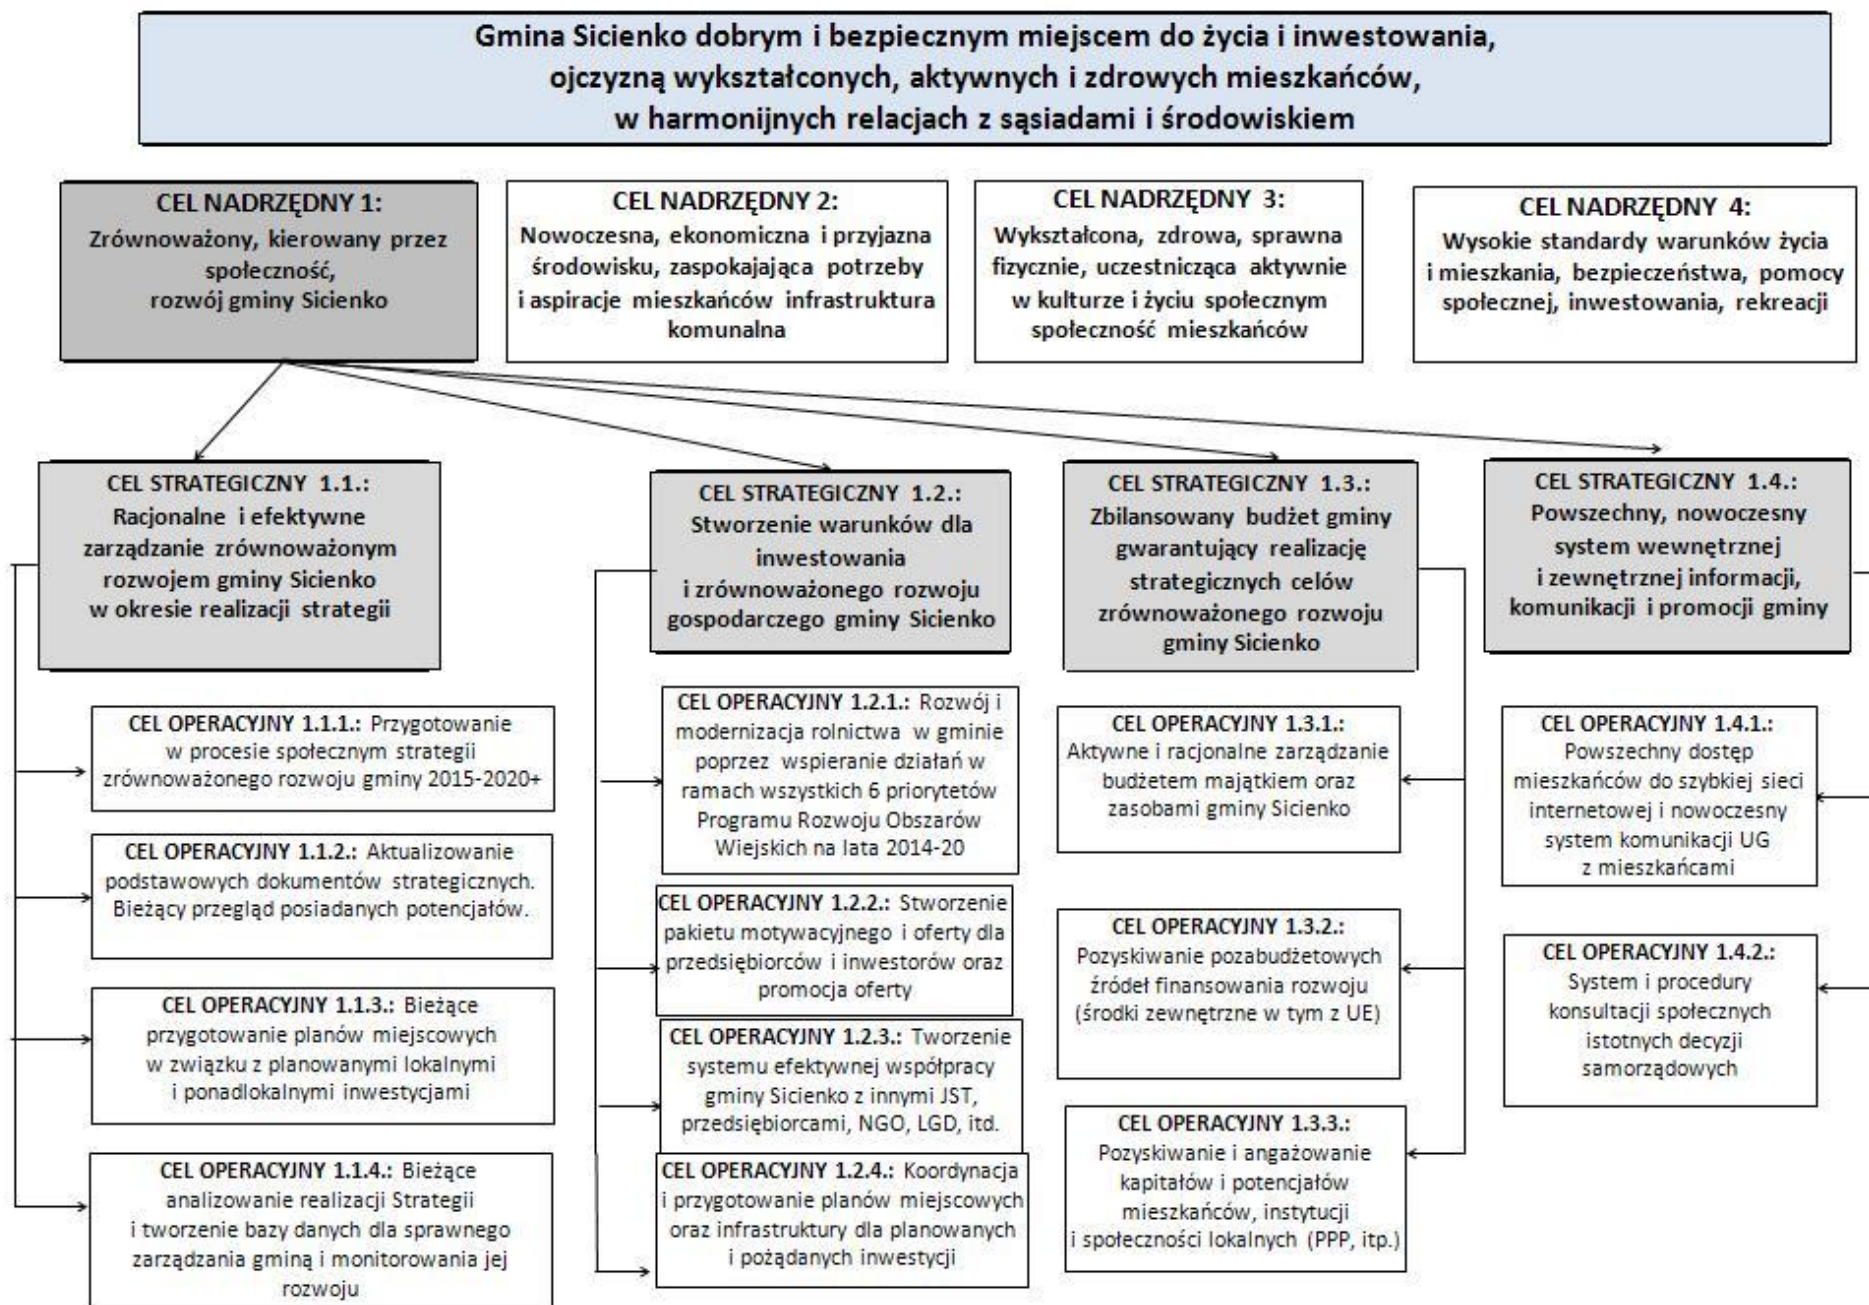 Gmina Sicienko dobrym i bezpiecznym miejscem do życia i inwestowania,
ojczyzną wykształconych, aktywnych i zdrowych mieszkańców,
w harmonijnych relacjach z sąsiadami i środowiskiem
CEL NADRZĘDNY 1:
Zrównoważony, kierowany przez
społeczność,
rozwój gminy Sicienko
CEL NADRZĘDNY 2:
Nowoczesna, ekonomiczna i przyjazna
środowisku, zaspokajająca potrzeby
i aspiracje mieszkańców infrastruktura
komunalna
CEL NADRZĘDNY 3:
Wykształcona, zdrowa, sprawna
fizycznie, uczestnicząca aktywnie
w kulturze i życiu społecznym
społeczność mieszkańców
CEL NADRZĘDNY 4:
Wysokie standardy warunków życia
i mieszkania, bezpieczeństwa, pomocy
społecznej, inwestowania, rekreacji
CEL STRATEGICZNY 1.1.:
Racjonalne i efektywne
zarządzanie zrównoważonym
rozwojem gminy Sicienko
w okresie realizacji strategii
CEL STRATEGICZNY 1.2.:
Stworzenie warunków dla
inwestowania
i zrównoważonego rozwoju
gospodarczego gminy Sicienko
CEL STRATEGICZNY 1.3.:
Zbilansowany budżet gminy
gwarantujący realizację
strategicznych celów
zrównoważonego rozwoju
gminy Sicienko
CEL STRATEGICZNY 1.4.:
Powszechny, nowoczesny
system wewnętrznej
i zewnętrznej informacji,
komunikacji i promocji gminy
CEL OPERACYJNY 1.1.1.: Przygotowanie
w procesie społecznym strategii
zrównoważonego rozwoju gminy 2015-2020+
CEL OPERACYJNY 1.1.2.: Aktualizowanie
podstawowych dokumentów strategicznych.
Bieżący przegląd posiadanych potencjałów.
CEL OPERACYJNY 1.1.3.: Bieżące
przygotowanie planów miejscowych
w związku z planowanymi lokalnymi
i ponadlokalnymi inwestycjami
CEL OPERACYJNY 1.1.4.: Bieżące
analizowanie realizacji Strategii
i tworzenie bazy danych dla sprawnego
zarządzania gminą i monitorowania jej
rozwoju
CEL OPERACYJNY 1.2.1.: Rozwój i
modernizacja rolnictwa w gminie
poprzez wspieranie działań w
ramach wszystkich 6 priorytetów
Programu Rozwoju Obszarów
Wiejskich na lata 2014-20
CEL OPERACYJNY 1.2.2.: Stworzenie
pakietu motywacyjnego i oferty dla
przedsiębiorców i inwestorów oraz
promocja oferty
CEL OPERACYJNY 1.2.3.: Tworzenie
systemu efektywnej współpracy
gminy Sicienko z innymi JST,
przedsiębiorcami, NGO, LGD, itd.
CEL OPERACYJNY 1.2.4.: Koordynacja
i przygotowanie planów miejscowych
oraz infrastruktury dla planowanych
i pożądanych inwestycji
CEL OPERACYJNY 1.3.1.:
Aktywne i racjonalne zarządzanie
budżetem majątkiem oraz
zasobami gminy Sicienko
CEL OPERACYJNY 1.3.2.:
Pozyskiwanie pozabudżetowych
źródeł finansowania rozwoju
(środki zewnętrzne w tym z UE)
CEL OPERACYJNY 1.3.3.:
Pozyskiwanie i angażowanie
kapitałów i potencjałów
mieszkańców, instytucji
i społeczności lokalnych (PPP, itp.)
CEL OPERACYJNY 1.4.1.:
Powszechny dostęp
mieszkańców do szybkiej sieci
internetowej i nowoczesny
system komunikacji UG
z mieszkańcami
CEL OPERACYJNY 1.4.2.:
System i procedury
konsultacji społecznych
istotnych decyzji
samorządowych